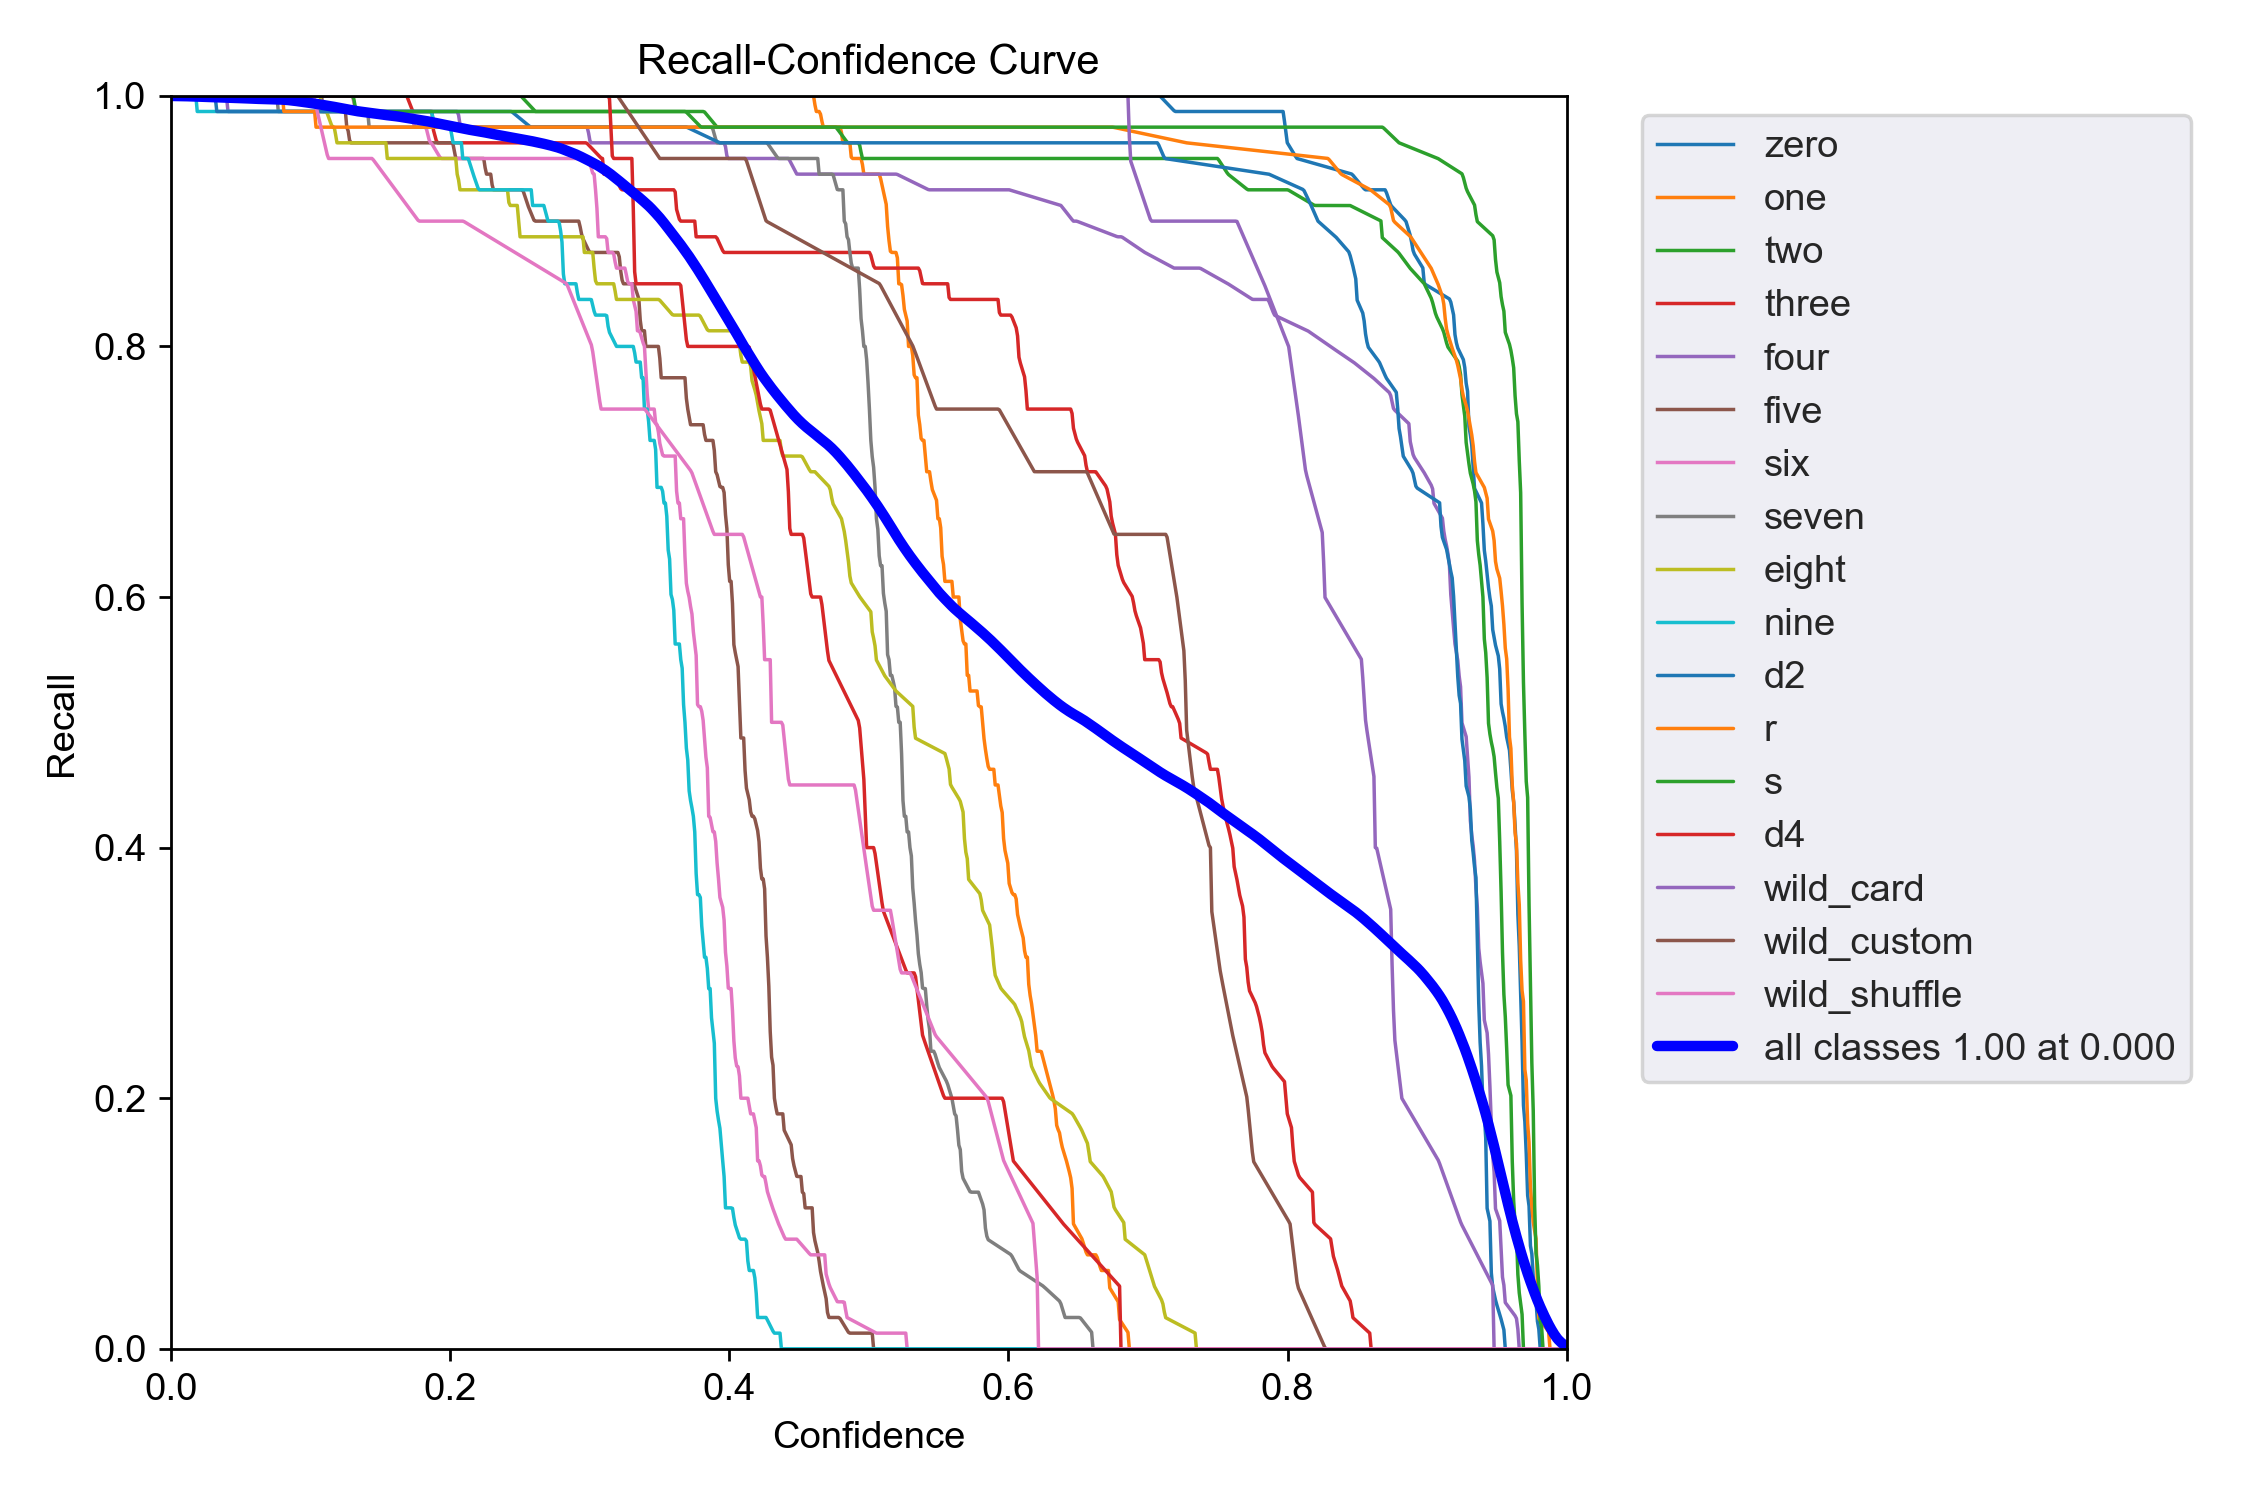 Recall-Confidence Curve
1.0
0.8
0.6
0.4
0.2
0.0
Recall
0.0 0.2 0.4 0.6 0.8 1.0
Confidence
zero
one
two
three
four
five
six
seven
eight
nine
d2
r
s
d4
wild_card
wild_custom
wild_shuffle
all classes 1.00 at 0.000